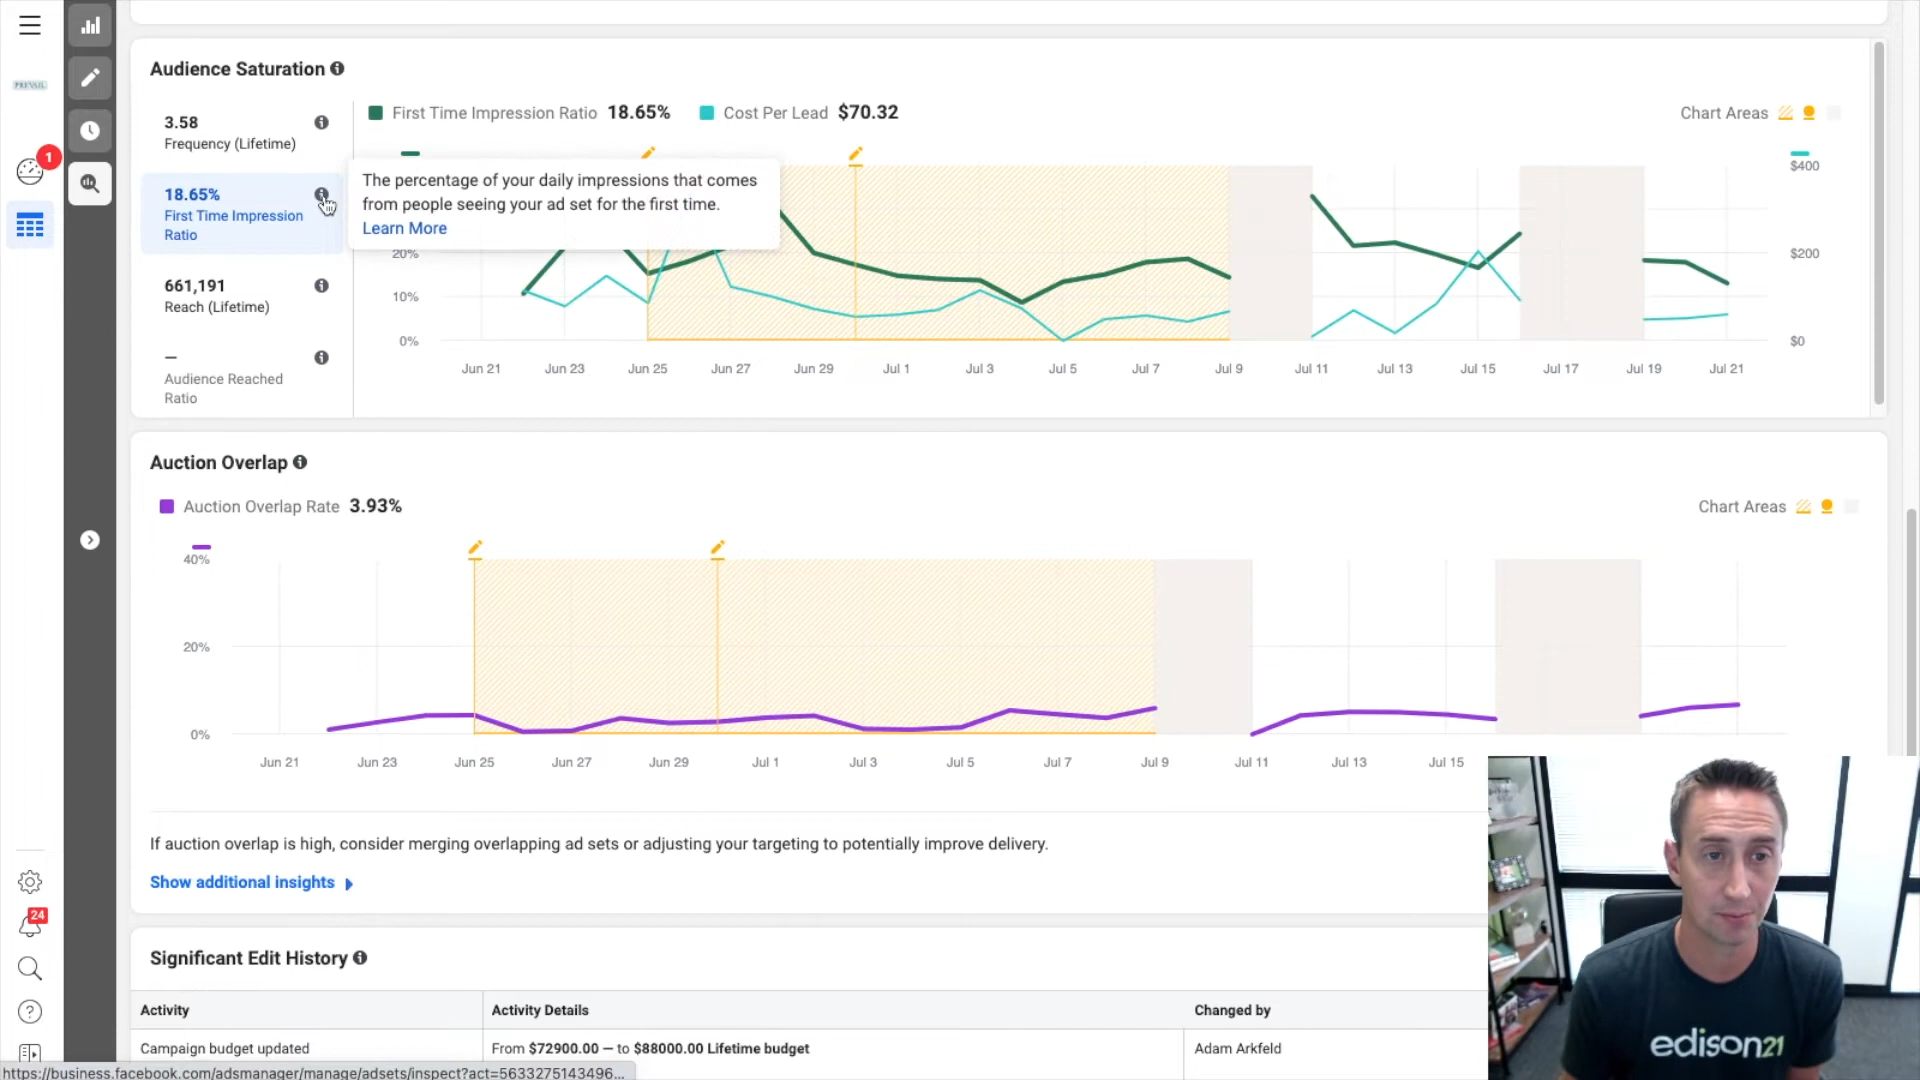 PREVAIL
1
24
Audience Saturation
3.58
Frequency (Lifetime)
18.65%
First Time Impression
Ratio
661,191
Reach (Lifetime)
—
Audience Reached
Ratio
First Time Impression Ratio 18.65% Cost Per Lead $70.32
Chart Areas
The percentage of your daily impressions that comes
from people seeing your ad set for the first time.
Learn More
20%
10%
0%
$400
$200
$0
Jun 21 Jun 23 Jun 25 Jun 27 Jun 29 Jul 1 Jul 3 Jul 5 Jul 7 Jul 9 Jul 11 Jul 13 Jul 15 Jul 17 Jul 19 Jul 21
Auction Overlap
Auction Overlap Rate 3.93%
Chart Areas
40%
20%
0%
Jun 21 Jun 23 Jun 25 Jun 27 Jun 29 Jul 1 Jul 3 Jul 5 Jul 7 Jul 9 Jul 11 Jul 13 Jul 15
If auction overlap is high, consider merging overlapping ad sets or adjusting your targeting to potentially improve delivery.
Show additional insights
Significant Edit History
Activity Activity Details Changed by
Campaign budget updated From $72900.00 — to $88000.00 Lifetime budget Adam Arkfeld
https://business.facebook.com/adsmanager/manage/adsets/inspect?act=5633275143496...
edison21